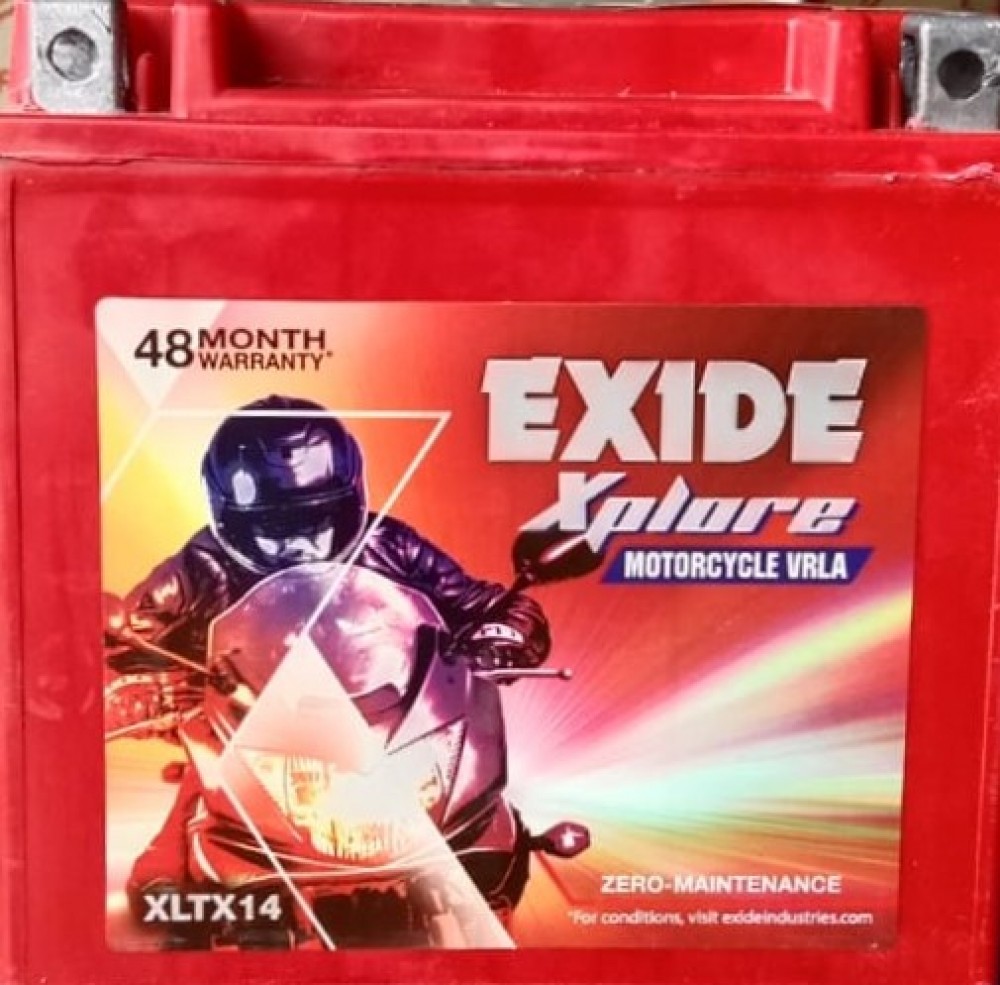 48 MONTH
WARRANTY*
EXIDE
Xplore
MOTORCYCLE VRLA
ZERO-MAINTENANCE
XLTX14
*For conditions, visit exideindustries.com